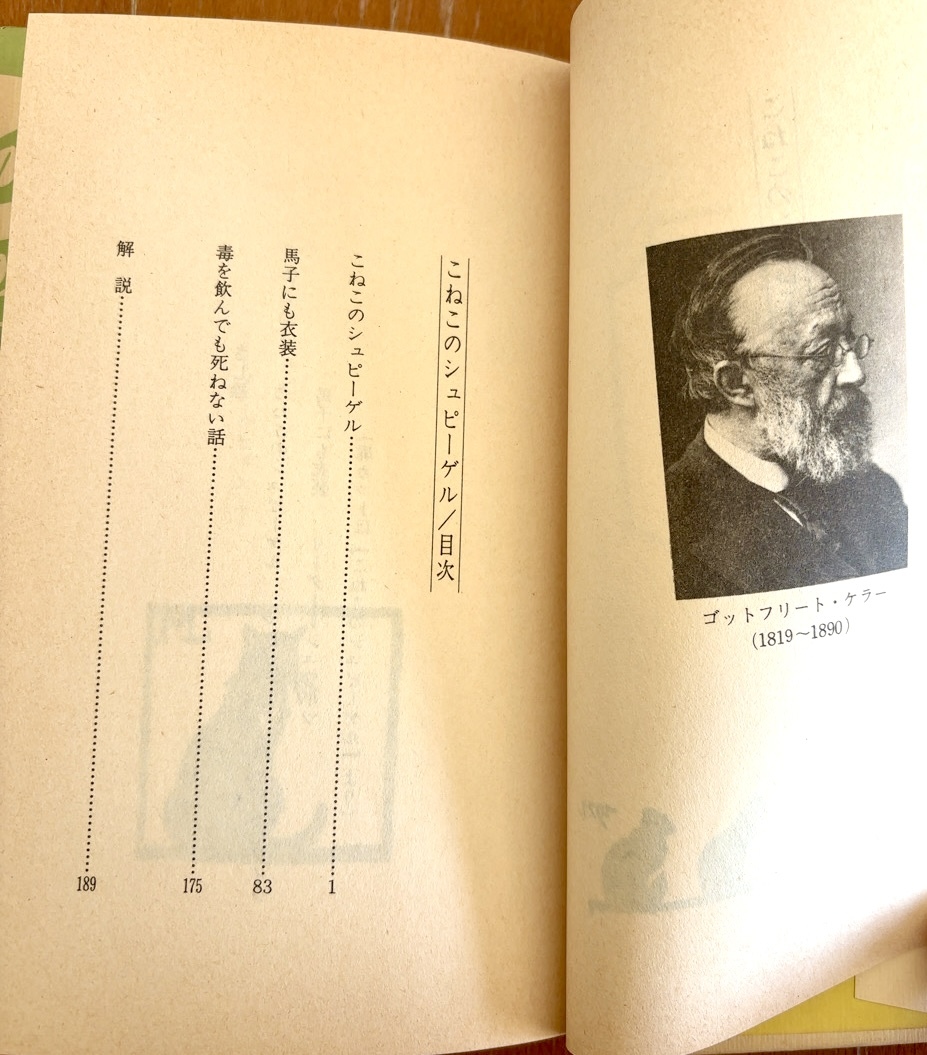 ゴットフリート・ケラー
(1819〜1890)
こねこのシュピーゲル／目次
こねこのシュピーゲル……………………1
馬子にも衣装……………………83
毒を飲んでも死ねない話……………………175
解説……………………189